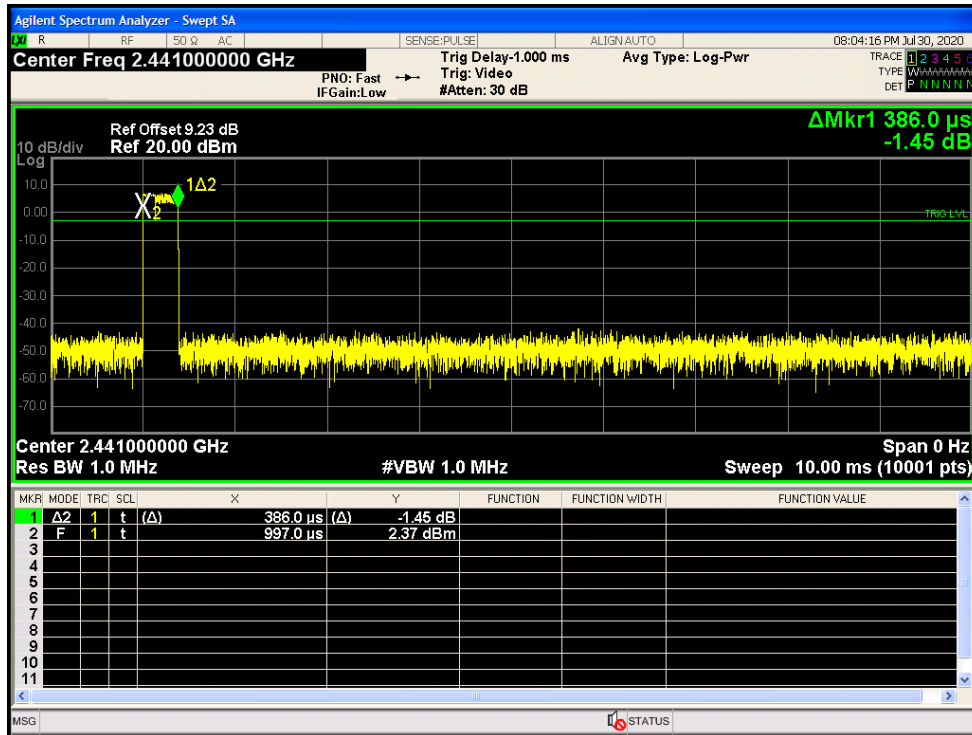 Agilent Spectrum Analyzer - Swept SA
LXI R RF 50 Ω AC SENSE:PULSE ALIGN AUTO 08:04:16 PM Jul 30, 2020
Center Freq 2.441000000 GHz
PNO: Fast
IFGain:Low
Trig Delay-1.000 ms
Trig: Video
#Atten: 30 dB
Avg Type: Log-Pwr
TRACE 1 2 3 4 5 6
TYPE W
DET P N N N N N
ΔMkr1 386.0 µs
-1.45 dB
Ref Offset 9.23 dB
10 dB/div Ref 20.00 dBm
Log
10.0
0.00
-10.0
-20.0
-30.0
-40.0
-50.0
-60.0
-70.0
1Δ2
X2
TRIG LVL
Center 2.441000000 GHz Span 0 Hz
Res BW 1.0 MHz #VBW 1.0 MHz Sweep 10.00 ms (10001 pts)
MKR MODE TRC SCL X Y FUNCTION FUNCTION WIDTH FUNCTION VALUE
1 Δ2 1 t (Δ) 386.0 µs (Δ) -1.45 dB
2 F 1 t 997.0 µs 2.37 dBm
3
4
5
6
7
8
9
10
11
MSG STATUS